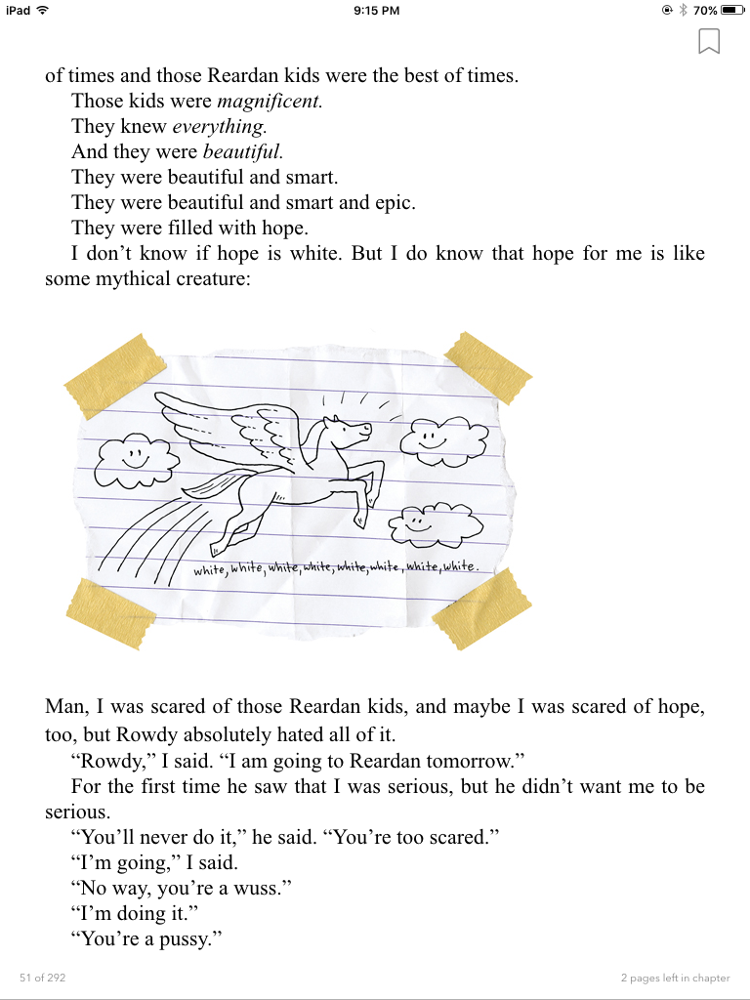 iPad 9:15 PM 70%
of times and those Reardan kids were the best of times.
Those kids were magnificent.
They knew everything.
And they were beautiful.
They were beautiful and smart.
They were beautiful and smart and epic.
They were filled with hope.
I don’t know if hope is white. But I do know that hope for me is like
some mythical creature:
white, white, white, white, white, white, white, white.
Man, I was scared of those Reardan kids, and maybe I was scared of hope,
too, but Rowdy absolutely hated all of it.
“Rowdy,” I said. “I am going to Reardan tomorrow.”
For the first time he saw that I was serious, but he didn’t want me to be
serious.
“You’ll never do it,” he said. “You’re too scared.”
“I’m going,” I said.
“No way, you’re a wuss.”
“I’m doing it.”
“You’re a pussy.”
51 of 292 2 pages left in chapter